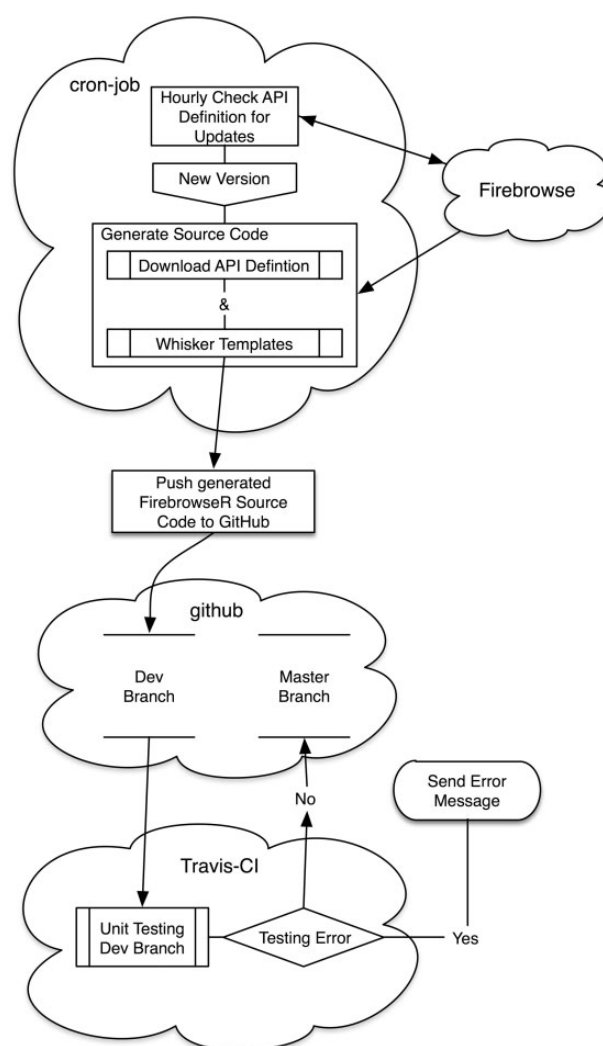 cron-job
Hourly Check API
Definition for
Updates
New Version
Firebrowse
Generate Source Code
Download API Defintion
&
Whisker Templates
Push generated
FirebrowseR Source
Code to GitHub
github
Dev
Branch
Master
Branch
No
Send Error
Message
Travis-CI
Unit Testing
Dev Branch
Testing Error
Yes